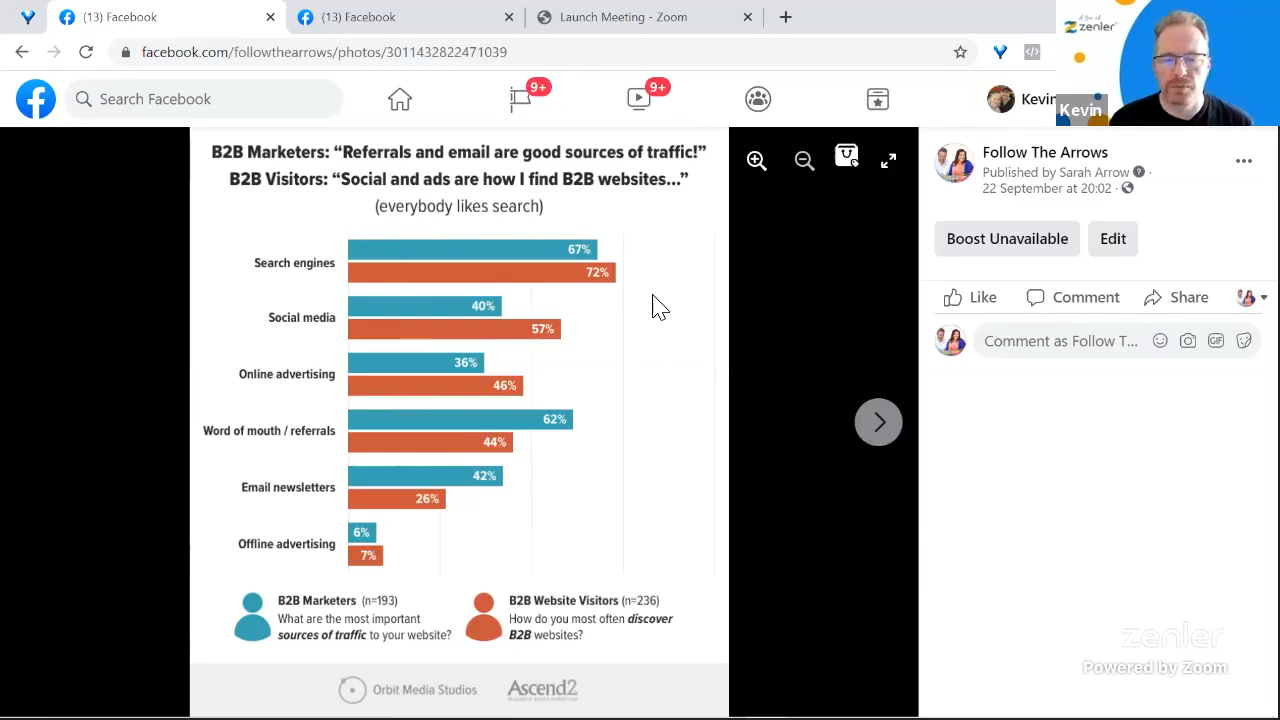 (13) Facebook
(13) Facebook
Launch Meeting - Zoom
facebook.com/followthearrows/photos/3011432822471039
Search Facebook
9+
9+
Kevin
zenler
Kevin
B2B Marketers: “Referrals and email are good sources of traffic!”
B2B Visitors: “Social and ads are how I find B2B websites...”
(everybody likes search)
Search engines
67%
72%
Social media
40%
57%
Online advertising
36%
46%
Word of mouth / referrals
62%
44%
Email newsletters
42%
26%
Offline advertising
6%
7%
B2B Marketers (n=193)
What are the most important
sources of traffic to your website?
B2B Website Visitors (n=236)
How do you most often discover
B2B websites?
Orbit Media Studios
Ascend2
Follow The Arrows
Published by Sarah Arrow
22 September at 20:02
Boost Unavailable
Edit
Like
Comment
Share
Comment as Follow T...
GIF
zenler
Powered by Zoom